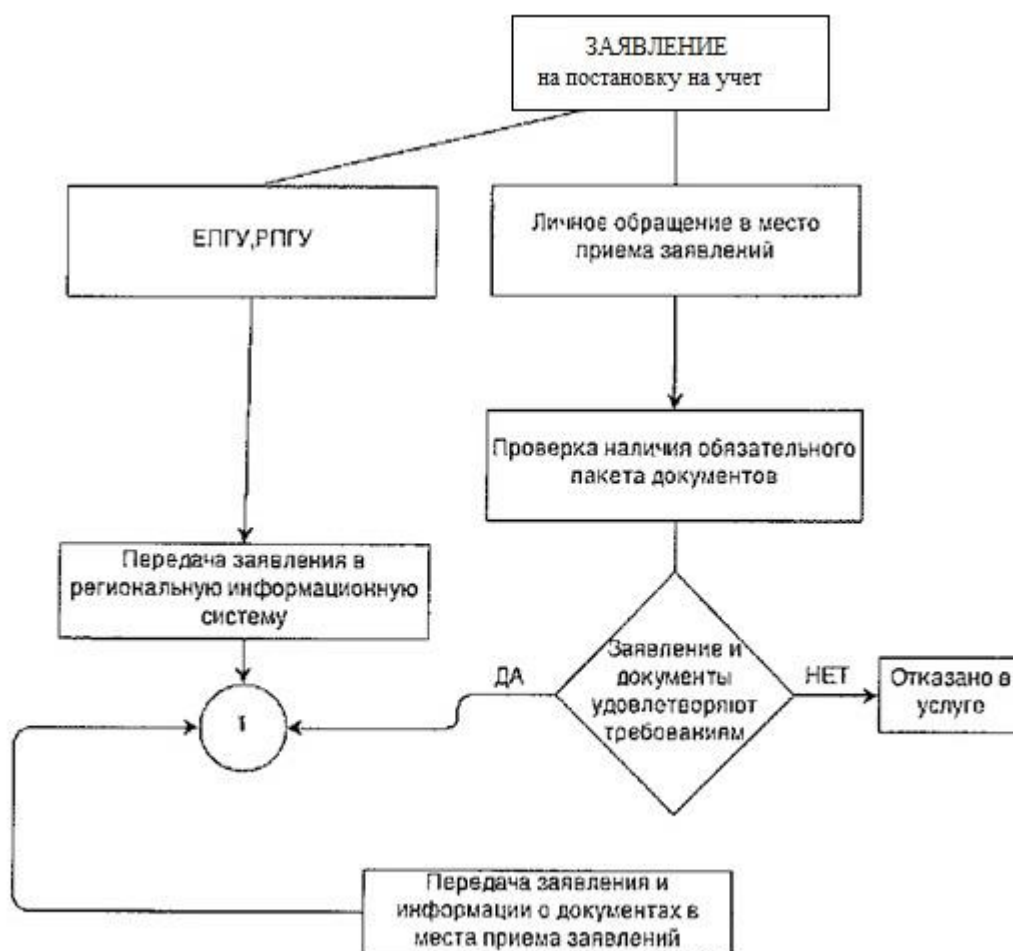 ЗАЯВЛЕНИЕ
на постановку на учет
ЕПГУ,РПГУ
Личное обращение в место
приема заявлений
Проверка наличия обязательного
пакета документов
Передача заявления в
региональную информационную
систему
Заявление и
документы
удовлетворяют
требованиям
ДА
НЕТ
Отказано в
услуге
1
Передача заявления и
информации о документах в
места приема заявлений